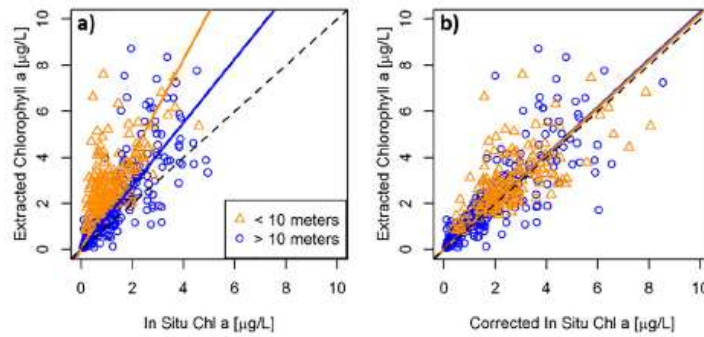 a)
Extracted Chlorophyll a [µg/L]
10
8
6
4
2
0
0 2 4 6 8 10
In Situ Chl a [µg/L]
< 10 meters
> 10 meters
b)
Extracted Chlorophyll a [µg/L]
10
8
6
4
2
0
0 2 4 6 8 10
Corrected In Situ Chl a [µg/L]